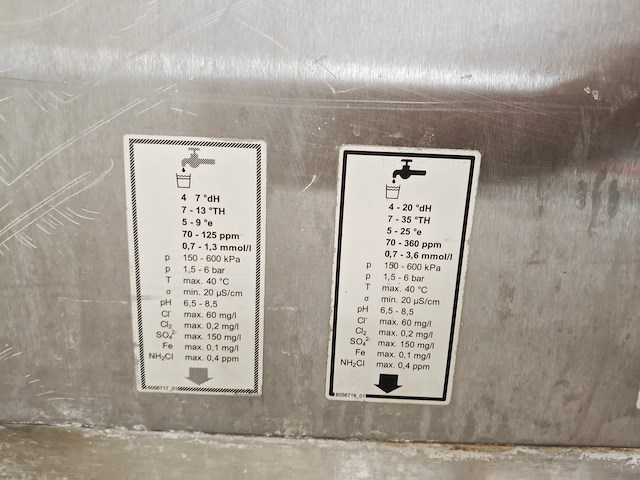 4 7 °dH
7 - 13 °TH
5 - 9 °e
70 - 125 ppm
0,7 - 1,3 mmol/l
p 150 - 600 kPa
p 1,5 - 6 bar
T max. 40 °C
σ min. 20 µS/cm
pH 6,5 - 8,5
Cl⁻ max. 60 mg/l
Cl₂ max. 0,2 mg/l
SO₄²⁻ max. 150 mg/l
Fe max. 0,1 mg/l
NH₂Cl max. 0,4 ppm
6056717_01
4 - 20 °dH
7 - 35 °TH
5 - 25 °e
70 - 360 ppm
0,7 - 3,6 mmol/l
p 150 - 600 kPa
p 1,5 - 6 bar
T max. 40 °C
σ min. 20 µS/cm
pH 6,5 - 8,5
Cl⁻ max. 60 mg/l
Cl₂ max. 0,2 mg/l
SO₄²⁻ max. 150 mg/l
Fe max. 0,1 mg/l
NH₂Cl max. 0,4 ppm
6056716_01